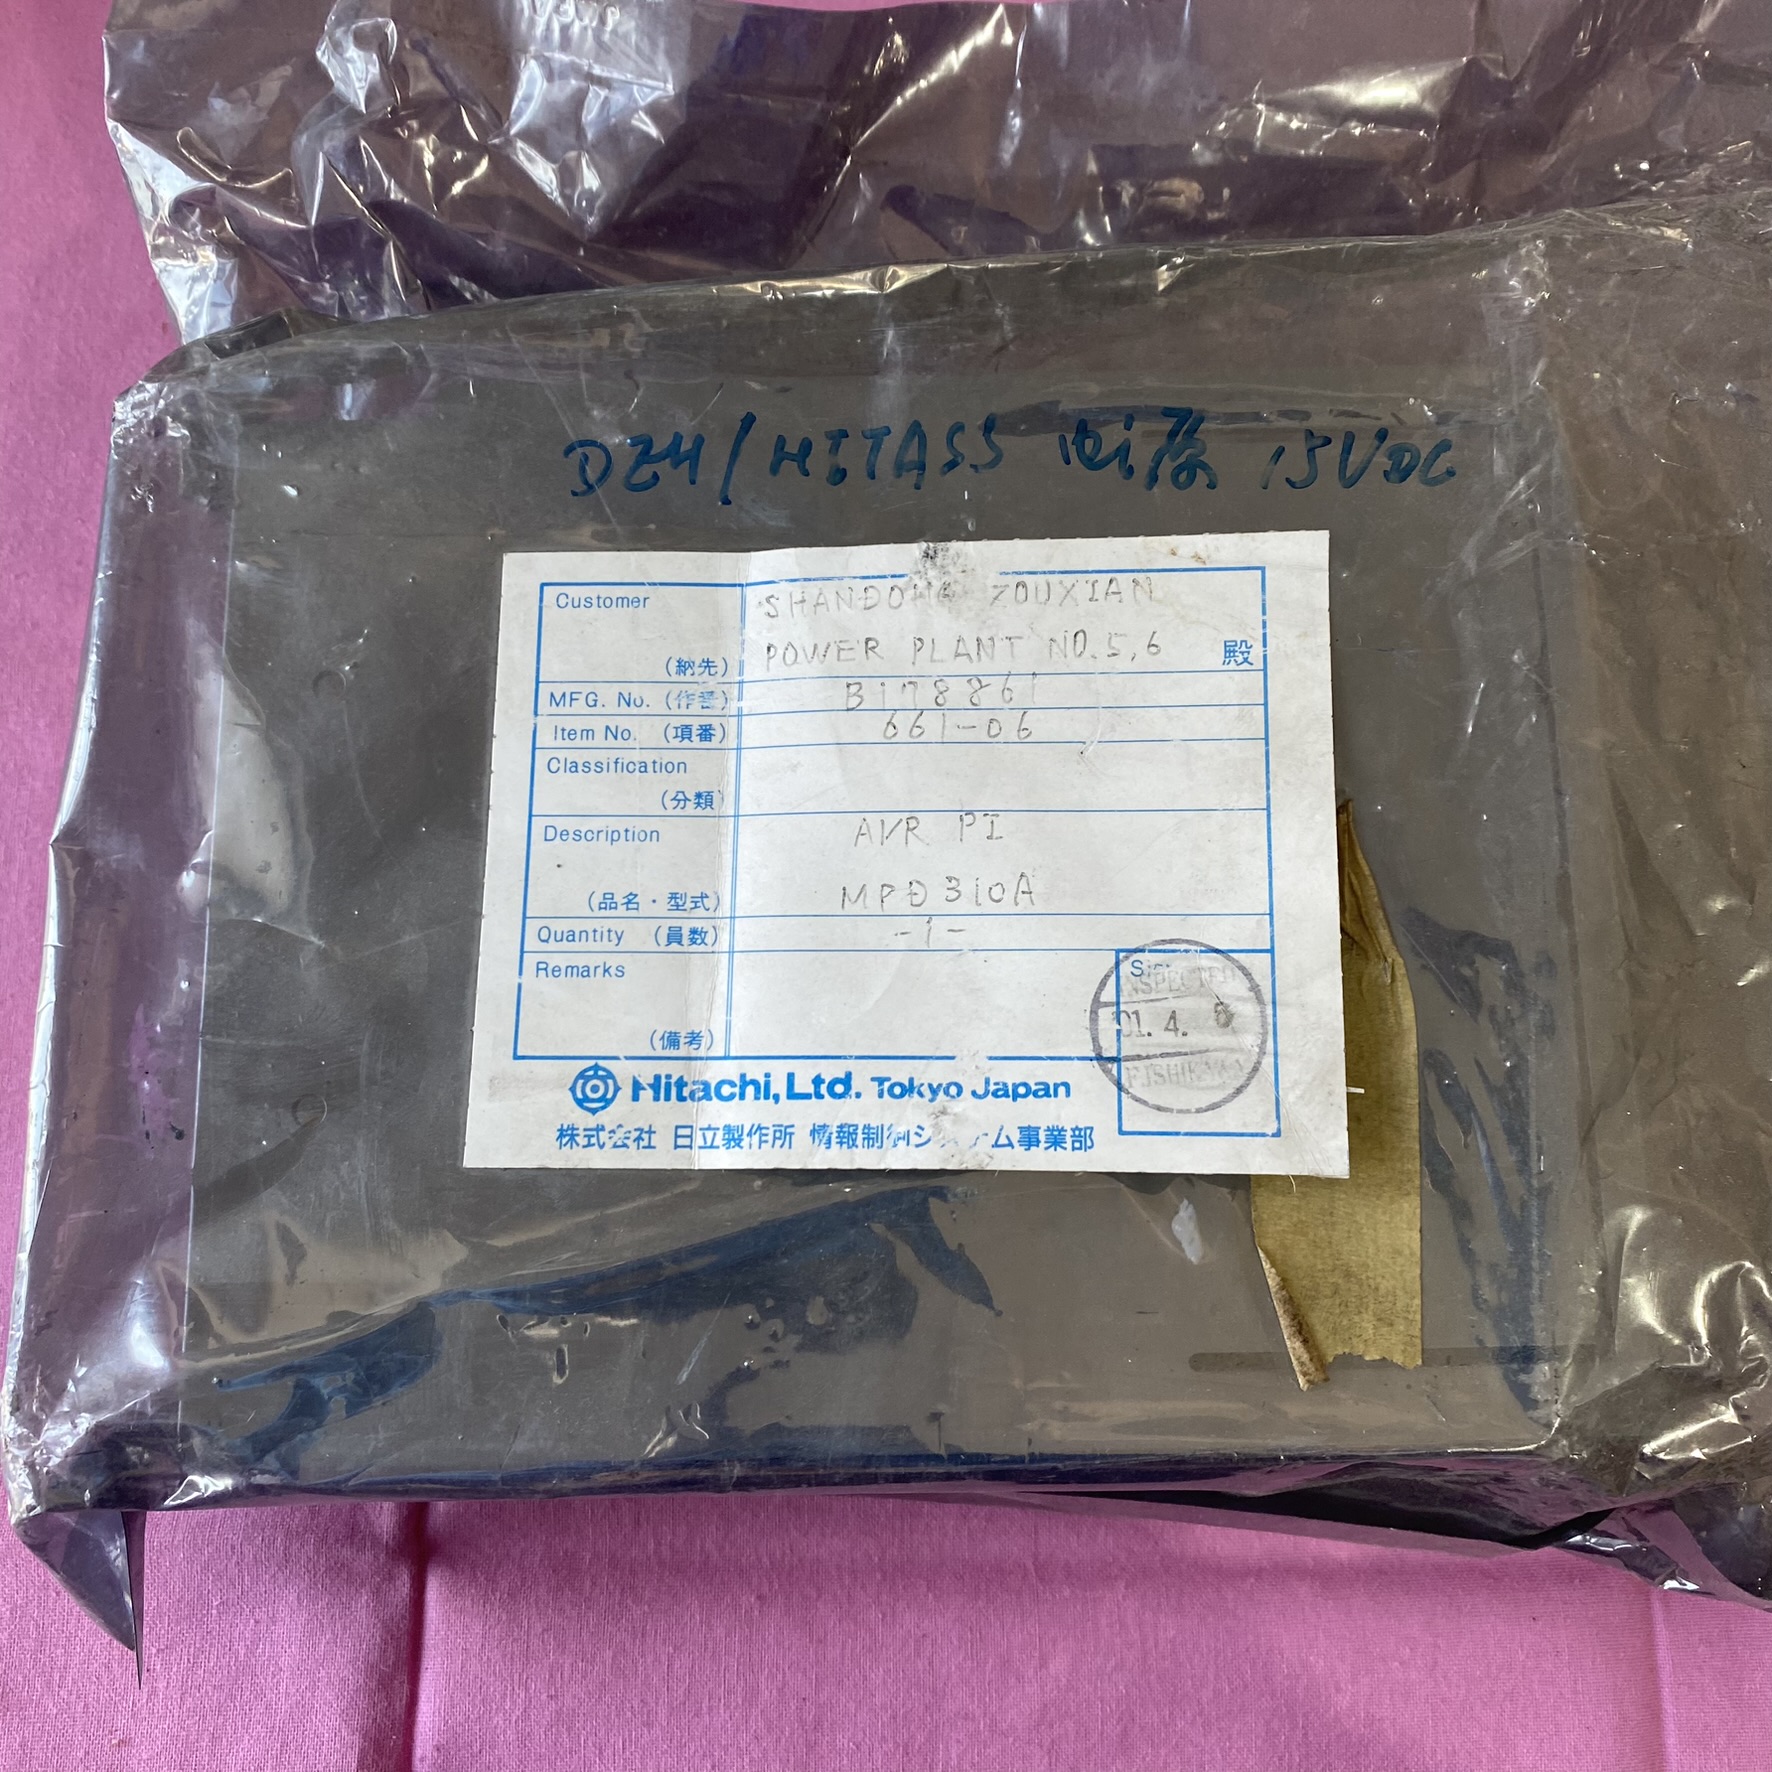 DEH/HITASS 电源 15VDC
Customer
(納先)
SHANDONG ZOUXIAN
POWER PLANT NO.5,6 殿
MFG. No. (作番) B178861
Item No. (項番) 661-06
Classification
(分類)
Description
(品名・型式)
AVR PI
MPD310A
Quantity (員数) -1-
Remarks
(備考)
INSPECTED
01.4.
Hitachi, Ltd. Tokyo Japan
株式会社 日立製作所 情報制御システム事業部